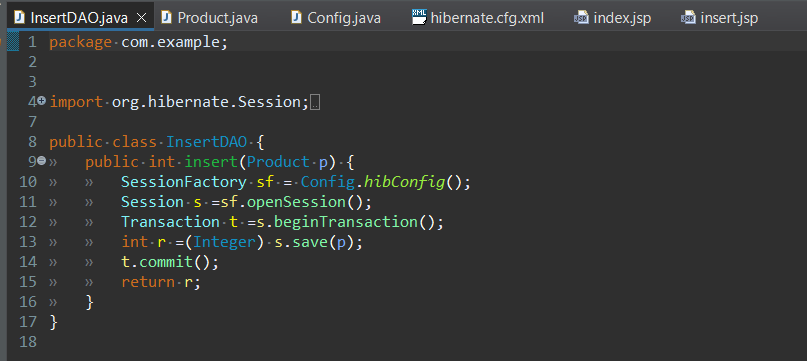 InsertDAO.java Product.java Config.java hibernate.cfg.xml index.jsp insert.jsp
1 package com.example;
2
3
4 import org.hibernate.Session;
7
8 public class InsertDAO {
9 public int insert(Product p) {
10 SessionFactory sf = Config.hibConfig();
11 Session s =sf.openSession();
12 Transaction t =s.beginTransaction();
13 int r =(Integer) s.save(p);
14 t.commit();
15 return r;
16 }
17 }
18